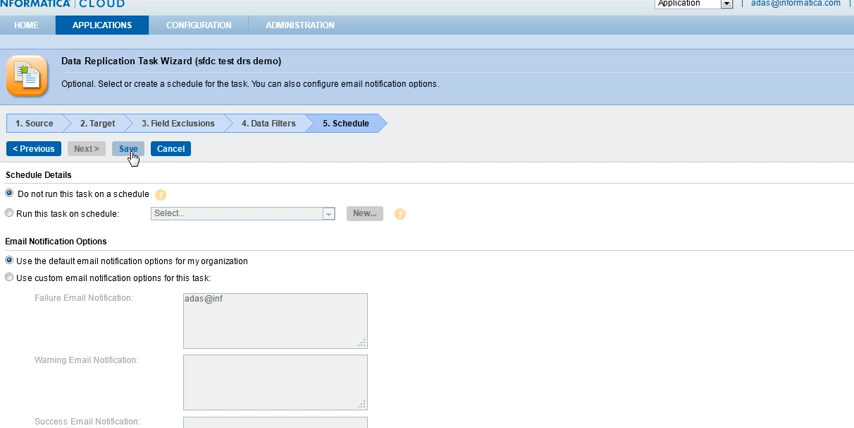 NFORMATICA CLOUD
Application | adas@informatica.com |
HOME APPLICATIONS CONFIGURATION ADMINISTRATION
Data Replication Task Wizard (sfdc test drs demo)
Optional. Select or create a schedule for the task. You can also configure email notification options.
1. Source 2. Target 3. Field Exclusions 4. Data Filters 5. Schedule
< Previous Next > Save Cancel
Schedule Details
Do not run this task on a schedule ?
Run this task on schedule: Select... New... ?
Email Notification Options
Use the default email notification options for my organization
Use custom email notification options for this task:
Failure Email Notification: adas@inf
Warning Email Notification:
Success Email Notification: